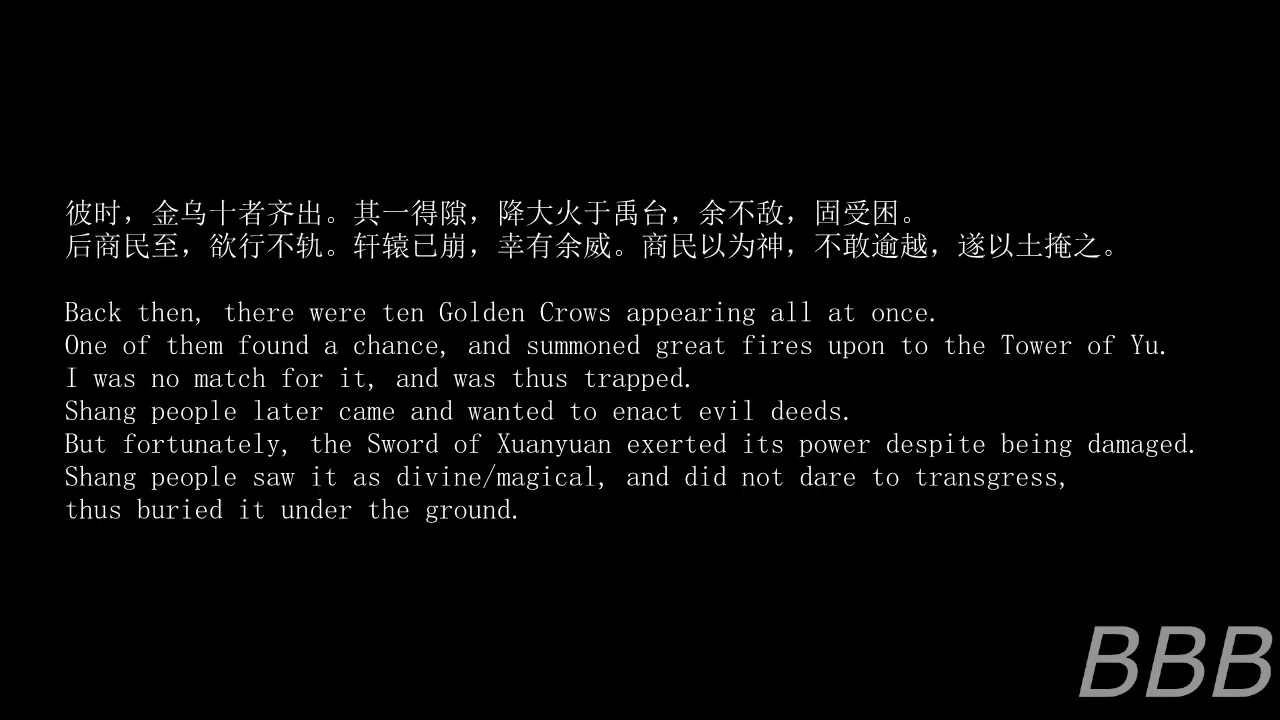 彼时，金乌十者齐出。其一得隙，降大火于禹台，余不敌，固受困。
后商民至，欲行不轨。轩辕已崩，幸有余威。商民以为神，不敢逾越，遂以土掩之。
Back then, there were ten Golden Crows appearing all at once.
One of them found a chance, and summoned great fires upon to the Tower of Yu.
I was no match for it, and was thus trapped.
Shang people later came and wanted to enact evil deeds.
But fortunately, the Sword of Xuanyuan exerted its power despite being damaged.
Shang people saw it as divine/magical, and did not dare to transgress,
thus buried it under the ground.
BBB